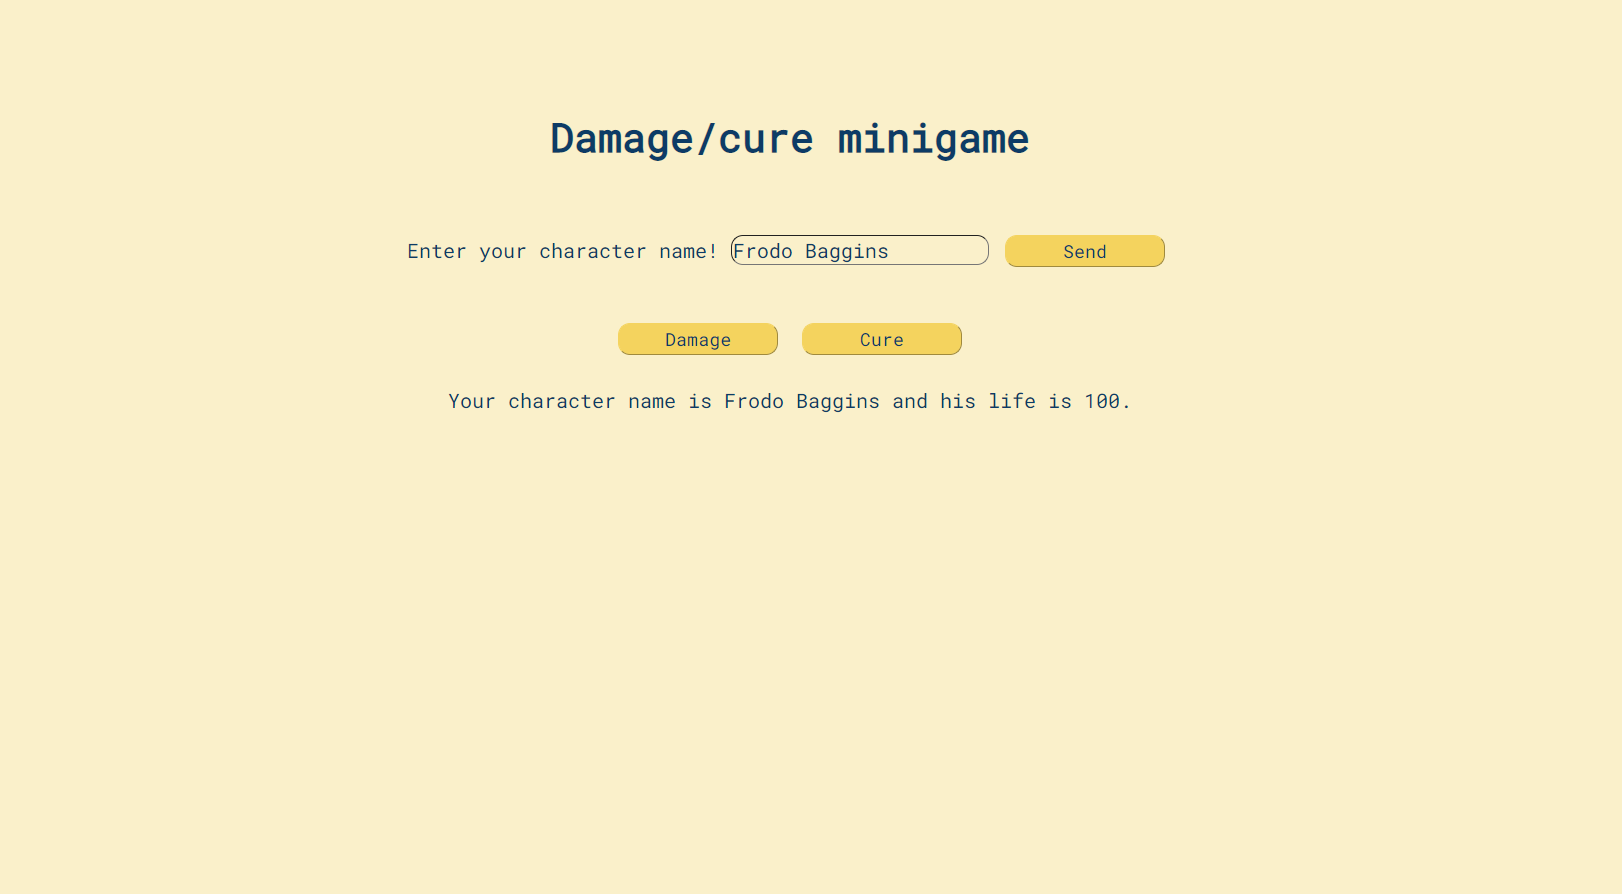 Damage/cure minigame
Enter your character name! Frodo Baggins Send
Damage Cure
Your character name is Frodo Baggins and his life is 100.